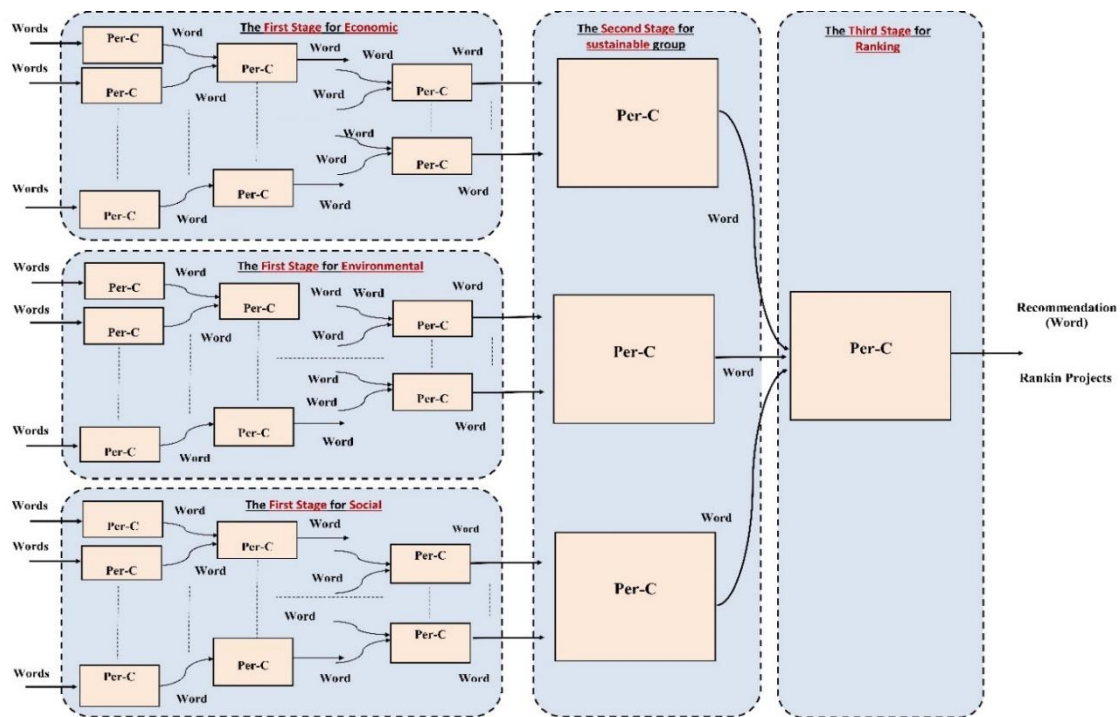 The First Stage for Economic
Words
Per-C
Word
Words
Per-C
Word
Per-C
Word
Word
Word
Per-C
Word
Word
Word
Per-C
Word
Words
Per-C
Word
Per-C
Word
The First Stage for Environmental
Words
Per-C
Word
Words
Per-C
Word
Per-C
Word
Word
Word
Per-C
Word
Word
Word
Per-C
Word
Words
Per-C
Word
Per-C
Word
The First Stage for Social
Words
Per-C
Word
Words
Per-C
Word
Per-C
Word
Per-C
Word
Word
Per-C
Word
Words
Per-C
Word
Per-C
Word
The Second Stage for
sustainable group
Per-C
Word
Per-C
Word
Per-C
Word
The Third Stage for
Ranking
Per-C
Recommendation
(Word)
Rankin Projects